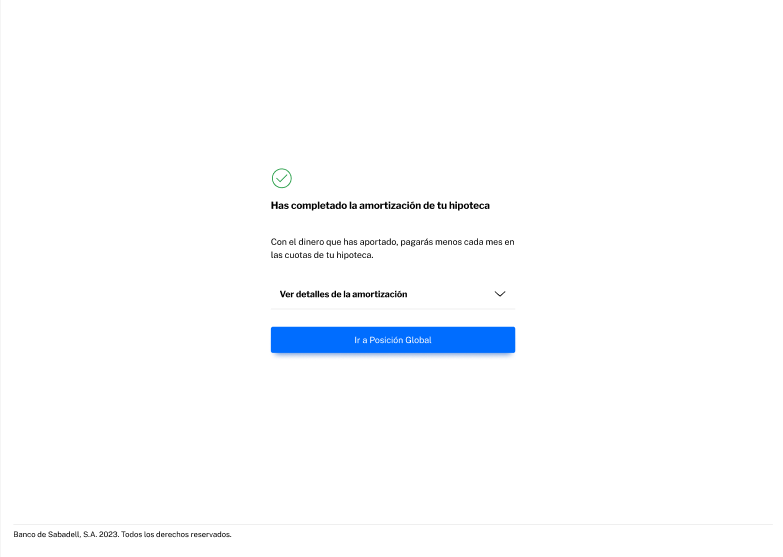 Has completado la amortización de tu hipoteca
Con el dinero que has aportado, pagarás menos cada mes en
las cuotas de tu hipoteca.
Ver detalles de la amortización
Ir a Posición Global
Banco de Sabadell, S.A. 2023. Todos los derechos reservados.